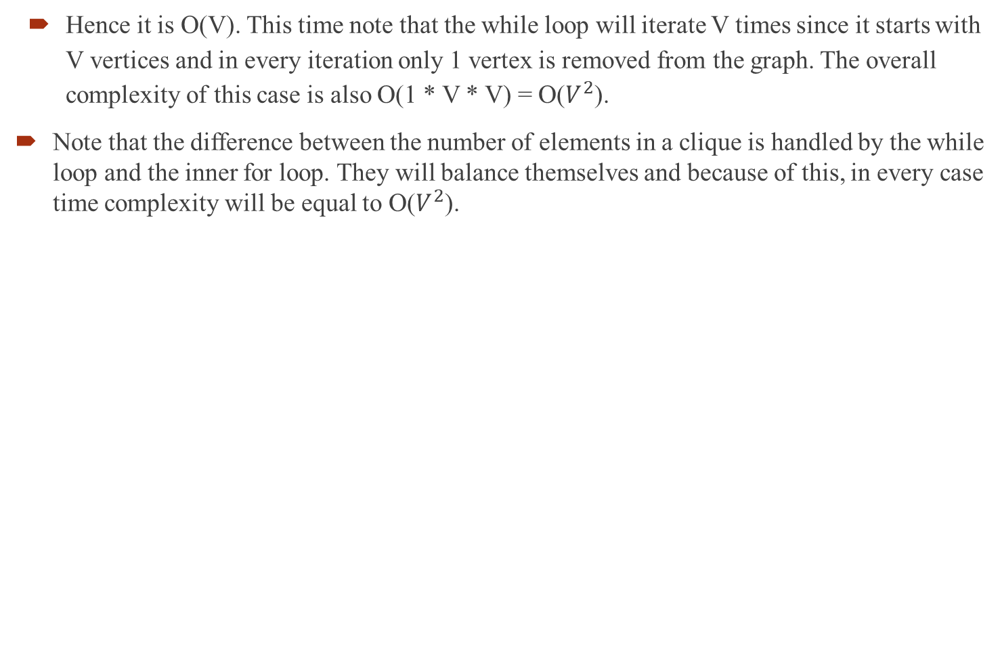 Hence it is O(V). This time note that the while loop will iterate V times since it starts with
V vertices and in every iteration only 1 vertex is removed from the graph. The overall
complexity of this case is also O(1 * V * V) = O(𝑉²).
Note that the difference between the number of elements in a clique is handled by the while
loop and the inner for loop. They will balance themselves and because of this, in every case
time complexity will be equal to O(𝑉²).